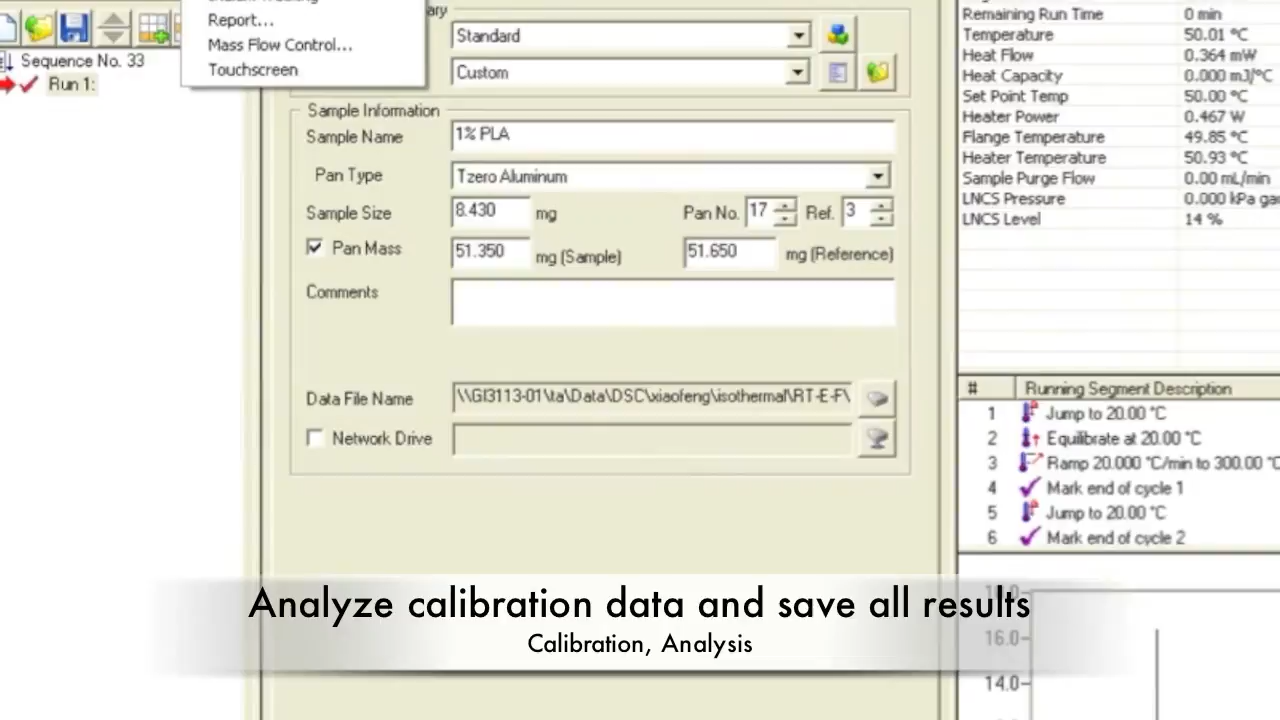 Report...
Mass Flow Control...
Touchscreen
Sequence No. 33
Run 1:
ary
Standard
Custom
Sample Information
Sample Name 1% PLA
Pan Type Tzero Aluminum
Sample Size 8.430 mg Pan No. 17 Ref. 3
Pan Mass 51.350 mg (Sample) 51.650 mg (Reference)
Comments
Data File Name \\GI3113-01\ta\Data\DSC\xiaofeng\isothermal\RT-E-F\
Network Drive
Remaining Run Time 0 min
Temperature 50.01 °C
Heat Flow 0.364 mW
Heat Capacity 0.000 mJ/°C
Set Point Temp 50.00 °C
Heater Power 0.467 W
Flange Temperature 49.85 °C
Heater Temperature 50.93 °C
Sample Purge Flow 0.00 mL/min
LNCS Pressure 0.000 kPa gau
LNCS Level 14 %
# Running Segment Description
1 Jump to 20.00 °C
2 Equilibrate at 20.00 °C
3 Ramp 20.000 °C/min to 300.00 °C
4 Mark end of cycle 1
5 Jump to 20.00 °C
6 Mark end of cycle 2
16.0
14.0
Analyze calibration data and save all results
Calibration, Analysis